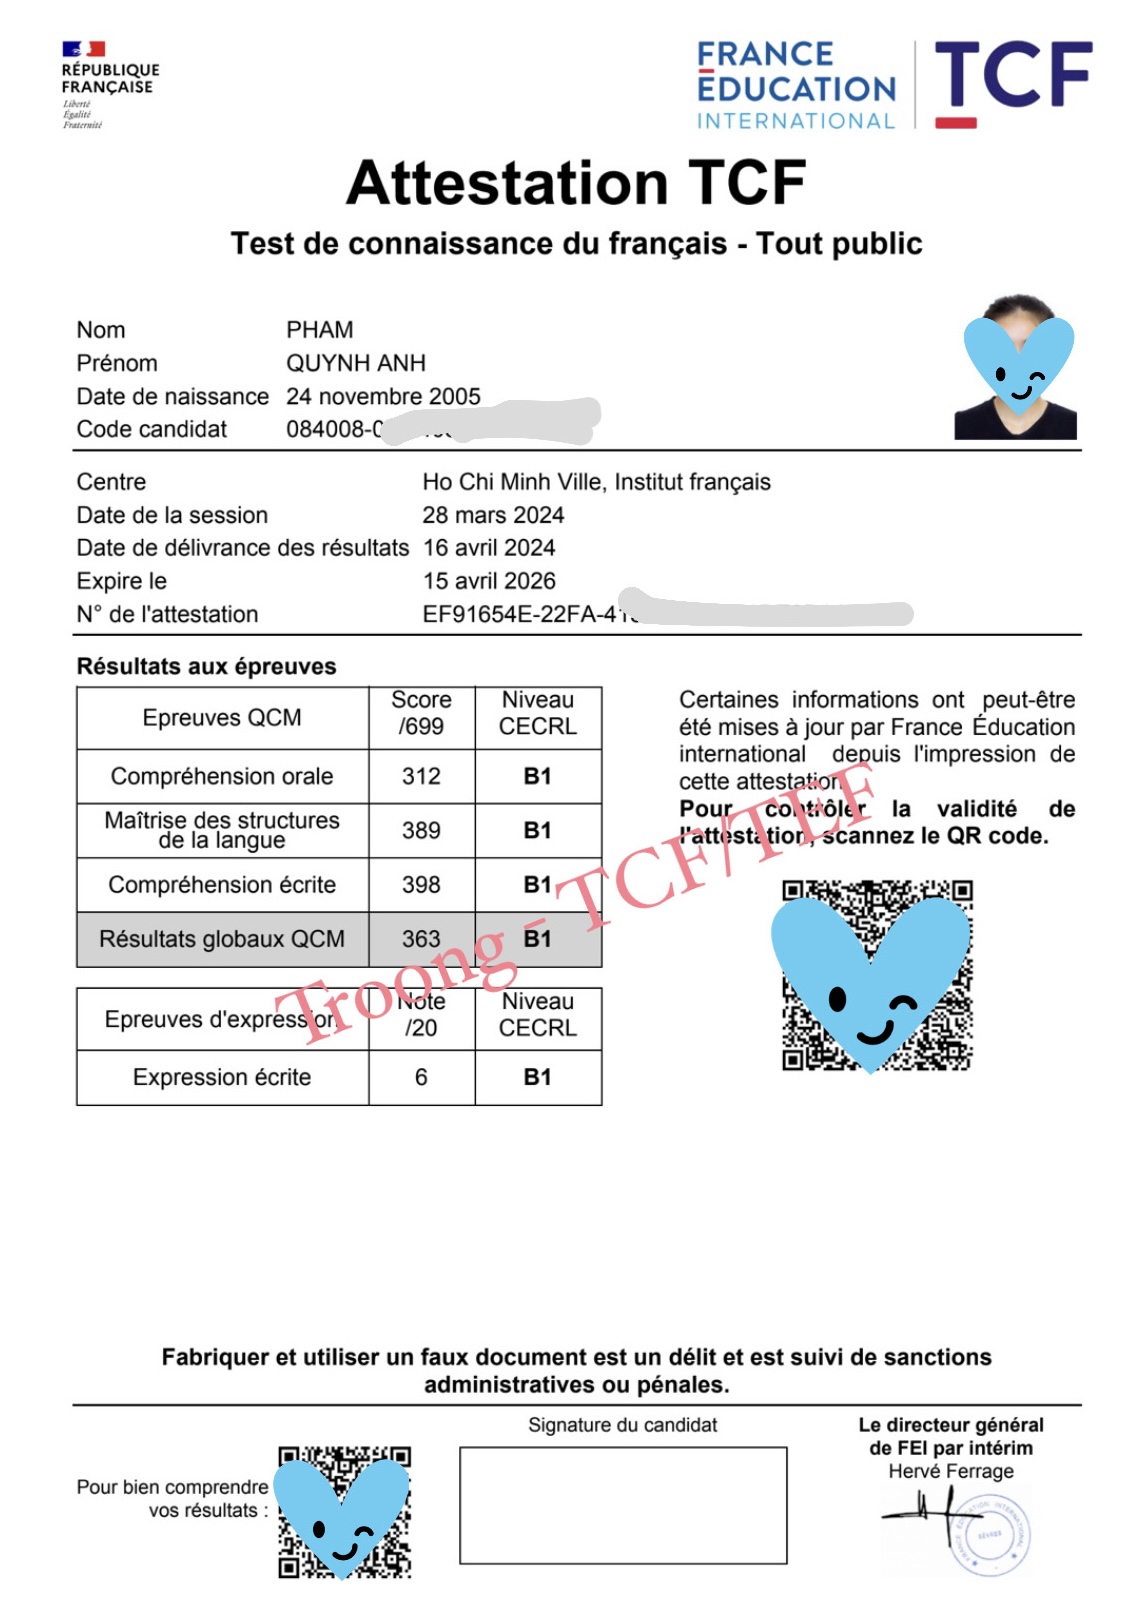 RÉPUBLIQUE
FRANÇAISE
Liberté
Égalité
Fraternité
FRANCE
ÉDUCATION
INTERNATIONAL
TCF
Attestation TCF
Test de connaissance du français - Tout public
Nom PHAM
Prénom QUYNH ANH
Date de naissance 24 novembre 2005
Code candidat 084008-0
Centre Ho Chi Minh Ville, Institut français
Date de la session 28 mars 2024
Date de délivrance des résultats 16 avril 2024
Expire le 15 avril 2026
N° de l'attestation EF91654E-22FA-41
Résultats aux épreuves
Epreuves QCM Score /699 Niveau CECRL
Compréhension orale 312 B1
Maîtrise des structures
de la langue 389 B1
Compréhension écrite 398 B1
Résultats globaux QCM 363 B1
Epreuves d'expression Note /20 Niveau CECRL
Expression écrite 6 B1
Certaines informations ont peut-être
été mises à jour par France Éducation
international depuis l'impression de
cette attestation.
Pour contrôler la validité de
l'attestation, scannez le QR code.
Troong - TCF/TEF
Fabriquer et utiliser un faux document est un délit et est suivi de sanctions
administratives ou pénales.
Pour bien comprendre
vos résultats :
Signature du candidat
Le directeur général
de FEI par intérim
Hervé Ferrage
FRANCE ÉDUCATION INTERNATIONAL
SÈVRES